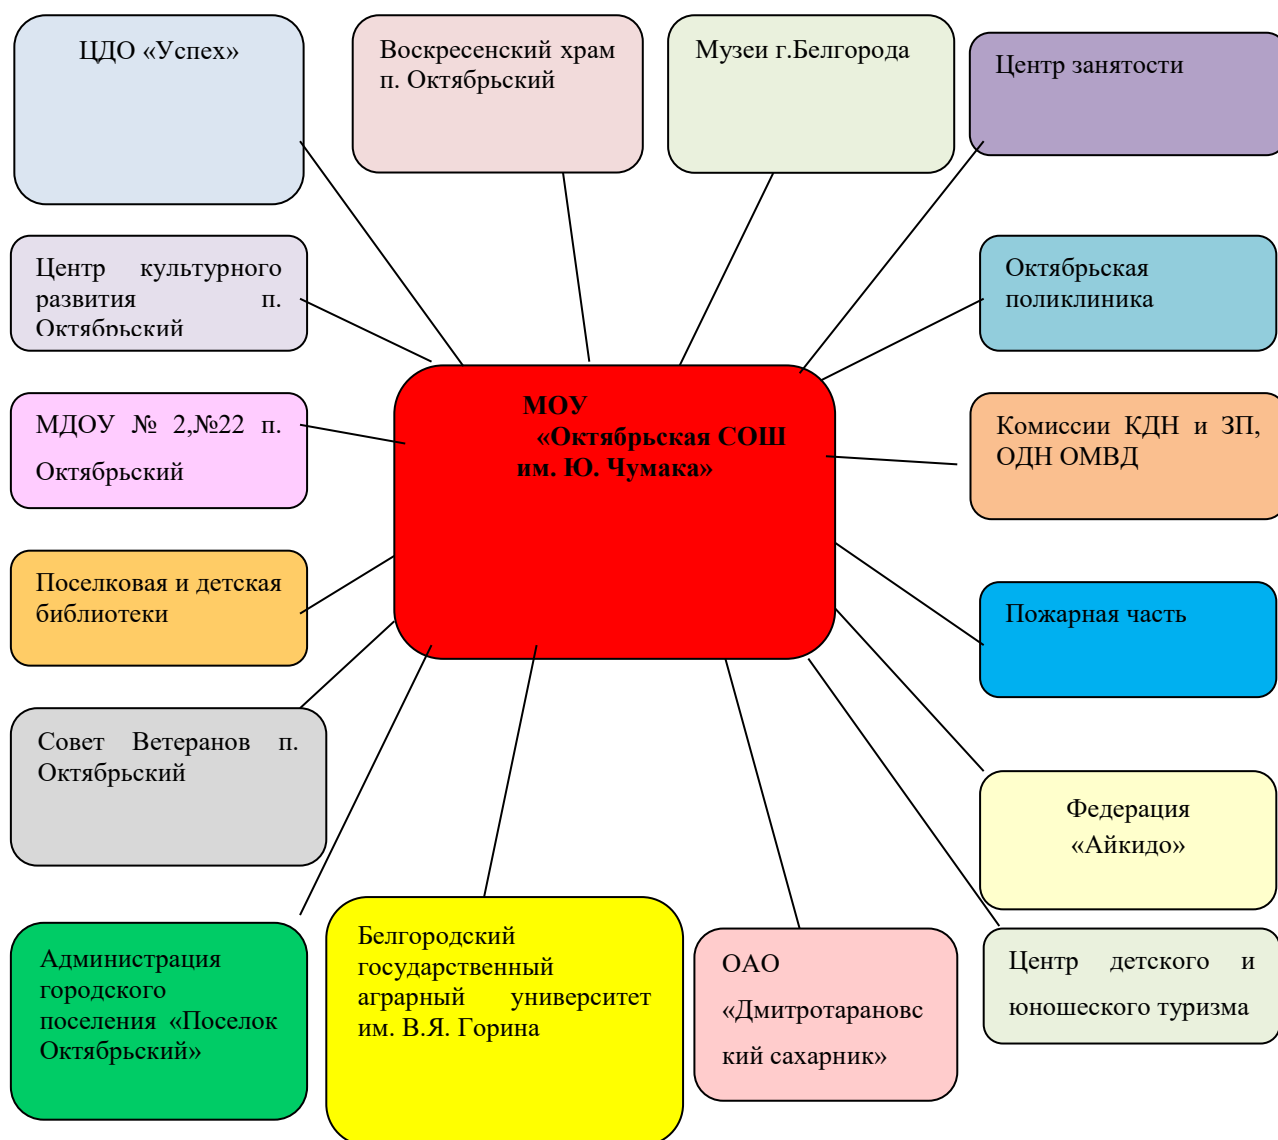 ЦДО «Успех»
Воскресенский храм
п. Октябрьский
Музеи г.Белгорода
Центр занятости
Центр культурного
развития п.
Октябрьский
Октябрьская
поликлиника
МДОУ № 2,№22 п.
Октябрьский
МОУ
«Октябрьская СОШ
им. Ю. Чумака»
Комиссии КДН и ЗП,
ОДН ОМВД
Поселковая и детская
библиотеки
Пожарная часть
Совет Ветеранов п.
Октябрьский
Федерация
«Айкидо»
Администрация
городского
поселения «Поселок
Октябрьский»
Белгородский
государственный
аграрный университет
им. В.Я. Горина
ОАО
«Дмитротарановс
кий сахарник»
Центр детского и
юношеского туризма